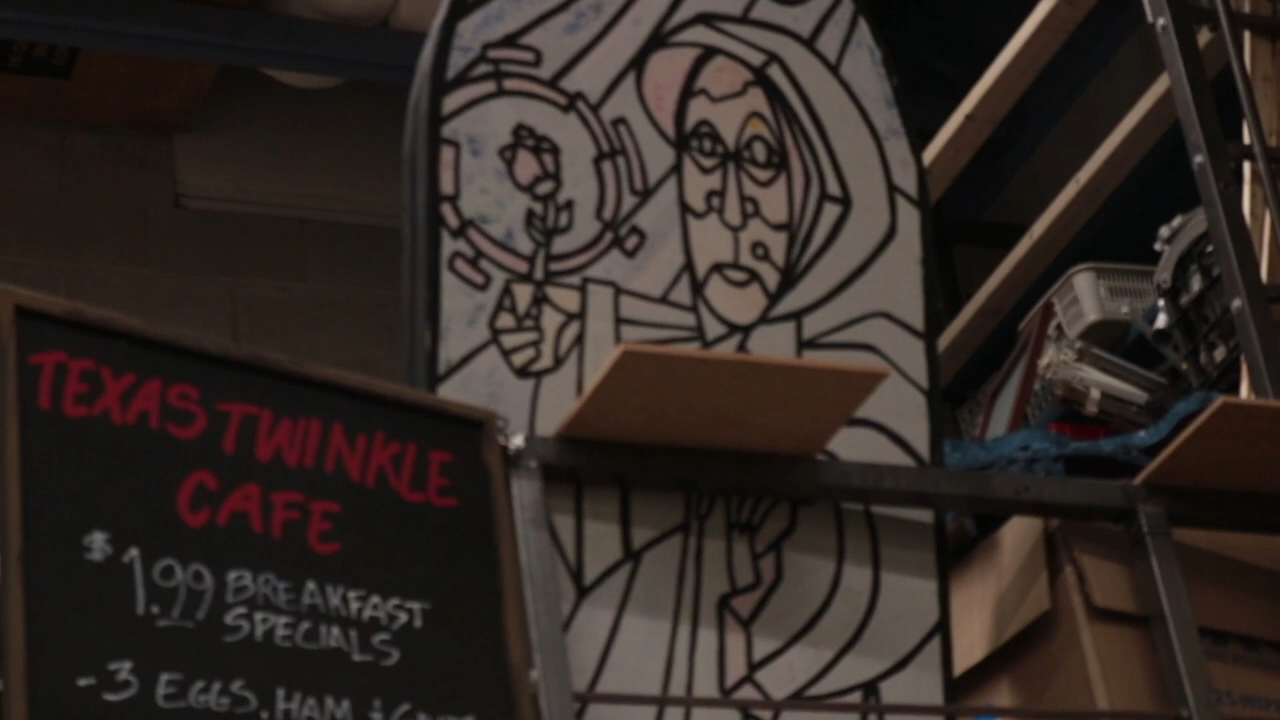 TEXAS TWINKLE
CAFE
$1.99 BREAKFAST
SPECIALS
-3 EGGS, HAM +